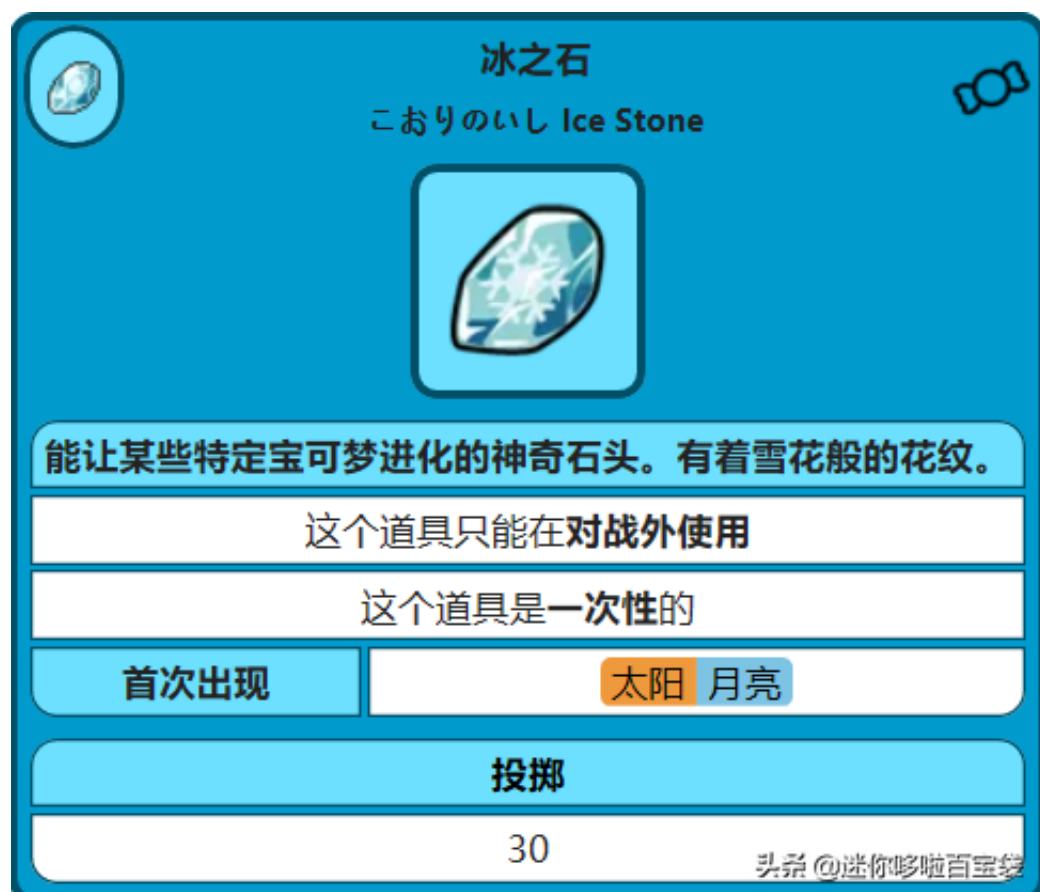 冰之石
こおりのいし Ice Stone
能让某些特定宝可梦进化的神奇石头。有着雪花般的花纹。
这个道具只能在对战外使用
这个道具是一次性的
首次出现 太阳 月亮
投掷
30
头条 @迷你哆啦百宝袋